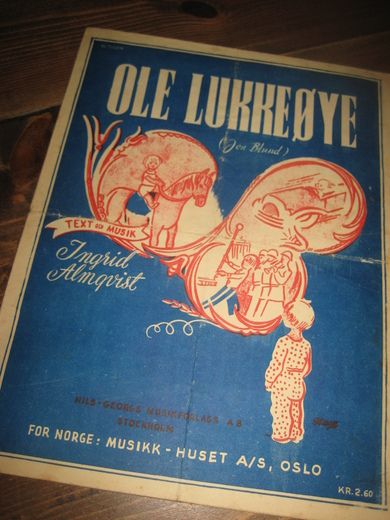 OLE LUKKEØYE
(Jon Blund)
TEXT och MUSIK
Ingrid
Almqvist
NILS-GEORGS MUSIKFÖRLAGS AB
STOCKHOLM
FOR NORGE: MUSIKK-HUSET A/S, OSLO
KR. 2.60